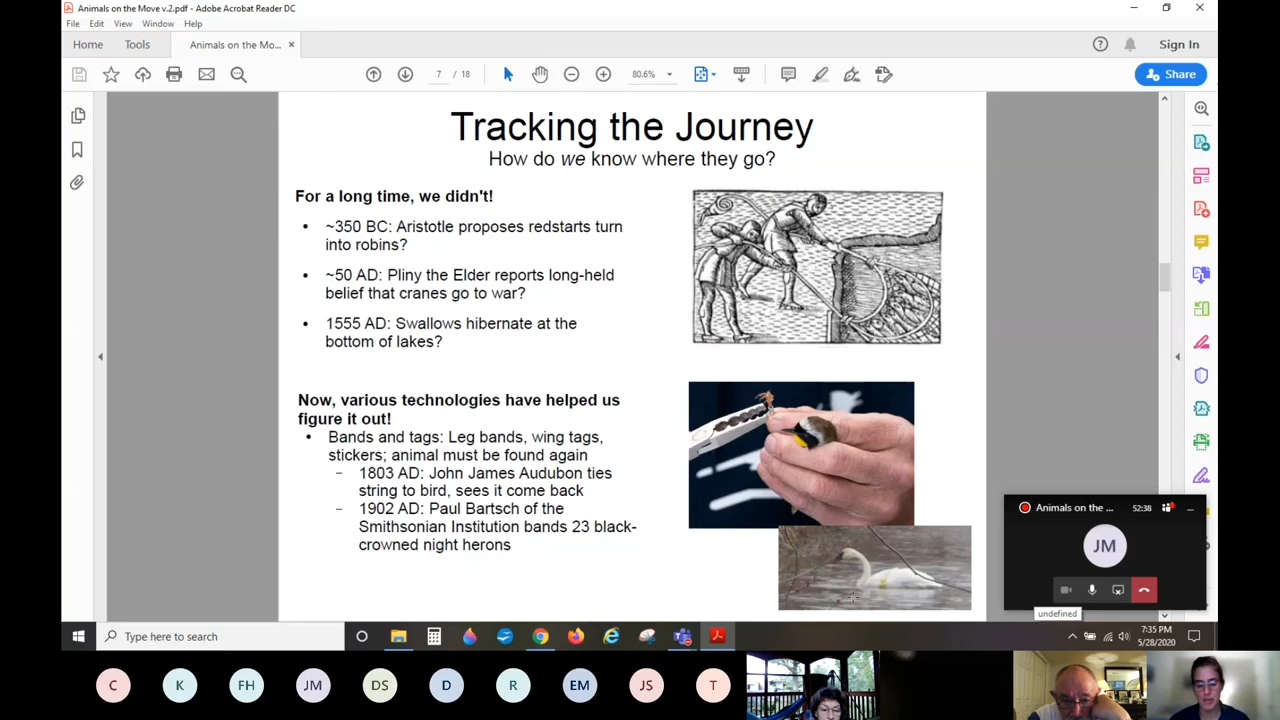 Animals on the Move v.2.pdf - Adobe Acrobat Reader DC
File Edit View Window Help
Home Tools Animals on the Mo... × Sign In
7 / 18 80.6% Share
Tracking the Journey
How do we know where they go?
For a long time, we didn't!
• ~350 BC: Aristotle proposes redstarts turn
into robins?
• ~50 AD: Pliny the Elder reports long-held
belief that cranes go to war?
• 1555 AD: Swallows hibernate at the
bottom of lakes?
Now, various technologies have helped us
figure it out!
• Bands and tags: Leg bands, wing tags,
stickers; animal must be found again
– 1803 AD: John James Audubon ties
string to bird, sees it come back
– 1902 AD: Paul Bartsch of the
Smithsonian Institution bands 23 black-
crowned night herons
Animals on the ... 52:38
JM
undefined
Type here to search
7:35 PM
5/28/2020
C K FH JM DS D R EM JS T